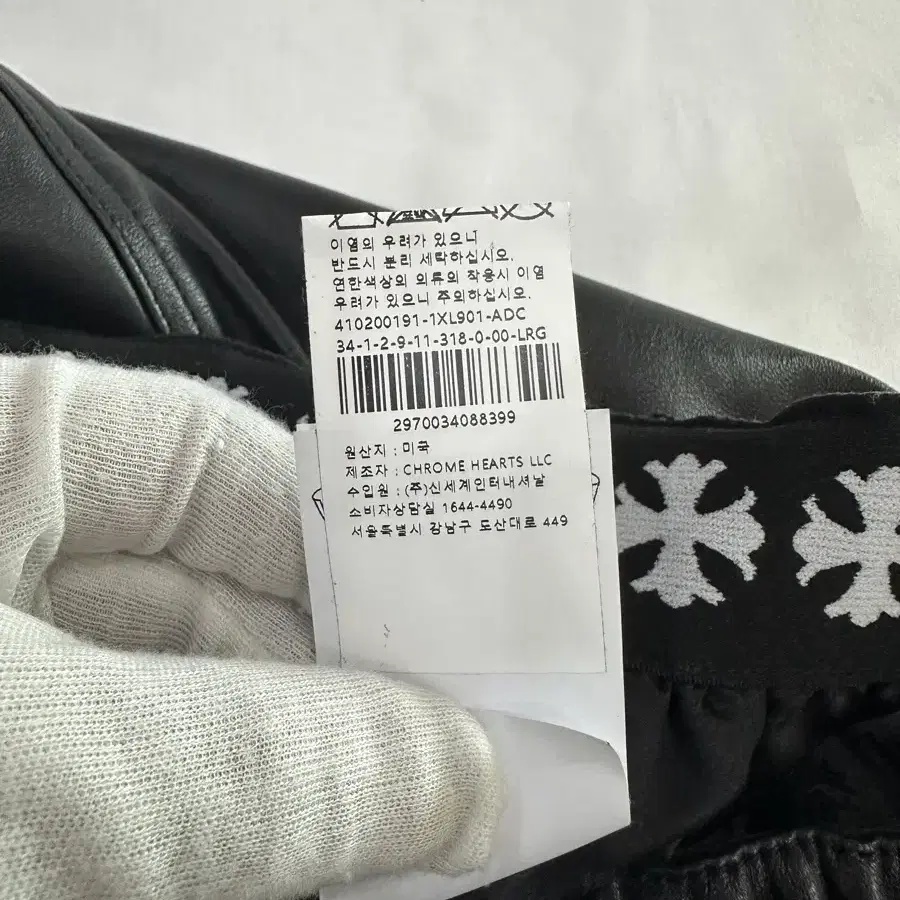 이염의 우려가 있으니
반드시 분리 세탁하십시오.
연한색상의 의류의 착용시 이염
우려가 있으니 주의하십시오.
410200191-1XL901-ADC
34-1-2-9-11-318-0-00-LRG
2970034088399
원산지 : 미국
제조자 : CHROME HEARTS LLC
수입원 : (주)신세계인터내셔날
소비자상담실 1644-4490
서울특별시 강남구 도산대로 449